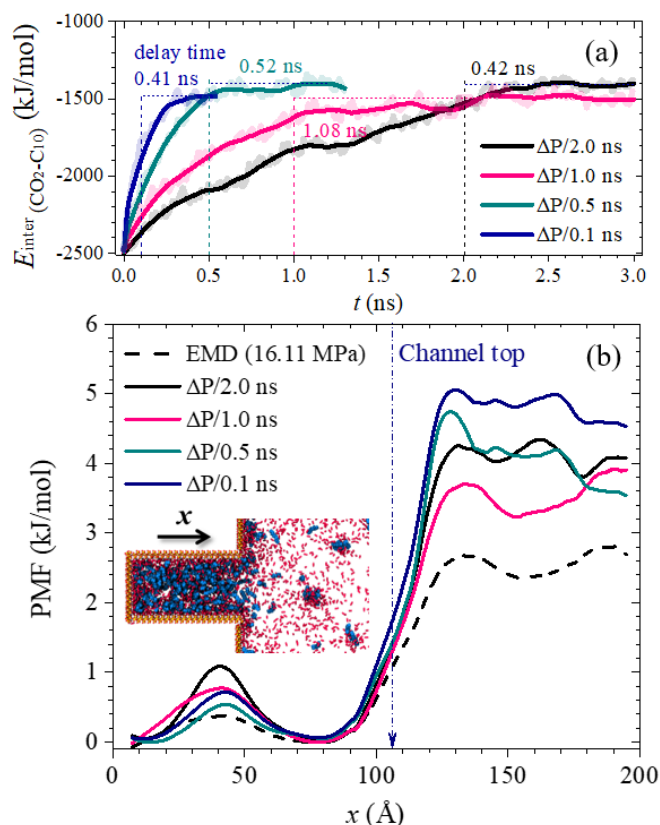 -1000
-1500
-2000
-2500
E_inter (CO₂-C₁₀) (kJ/mol)
(a)
delay time
0.41 ns
0.52 ns
0.42 ns
1.08 ns
ΔP/2.0 ns
ΔP/1.0 ns
ΔP/0.5 ns
ΔP/0.1 ns
0.0 0.5 1.0 1.5 2.0 2.5 3.0
t (ns)
6
5
4
3
2
1
0
PMF (kJ/mol)
EMD (16.11 MPa)
ΔP/2.0 ns
ΔP/1.0 ns
ΔP/0.5 ns
ΔP/0.1 ns
Channel top
(b)
x
0 50 100 150 200
x (Å)